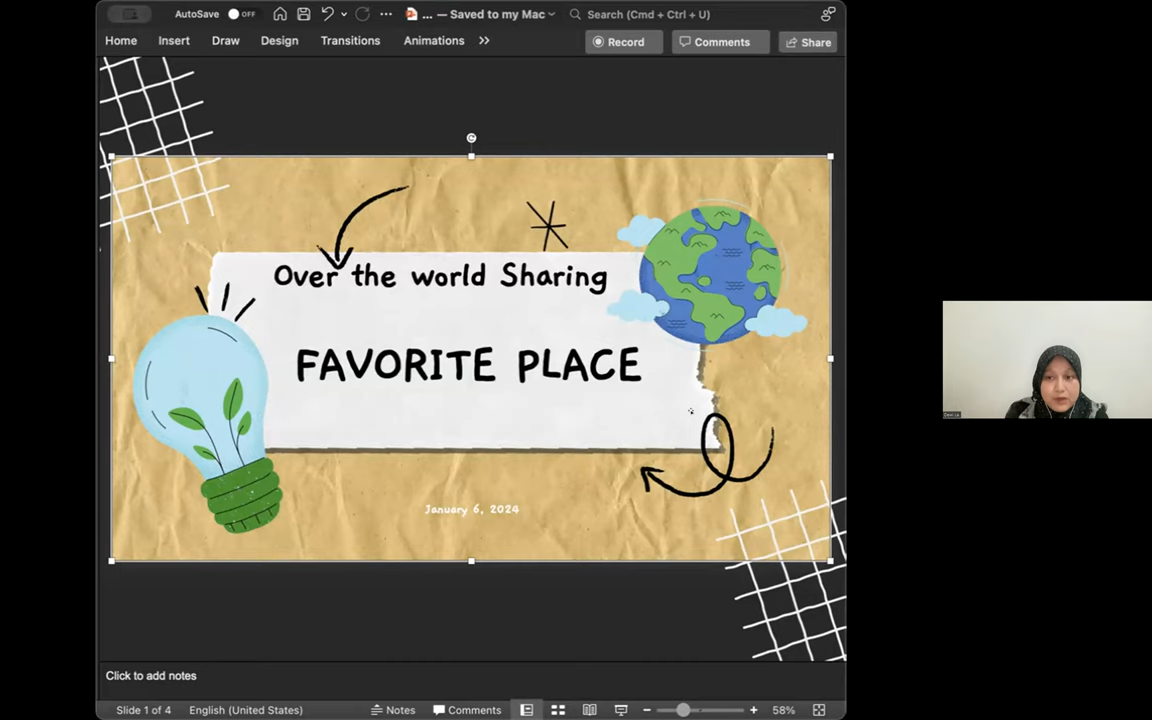 AutoSave OFF ... — Saved to my Mac Search (Cmd + Ctrl + U)
Home Insert Draw Design Transitions Animations Record Comments Share
Over the world Sharing
FAVORITE PLACE
January 6, 2024
Click to add notes
Slide 1 of 4 English (United States) Notes Comments 58%